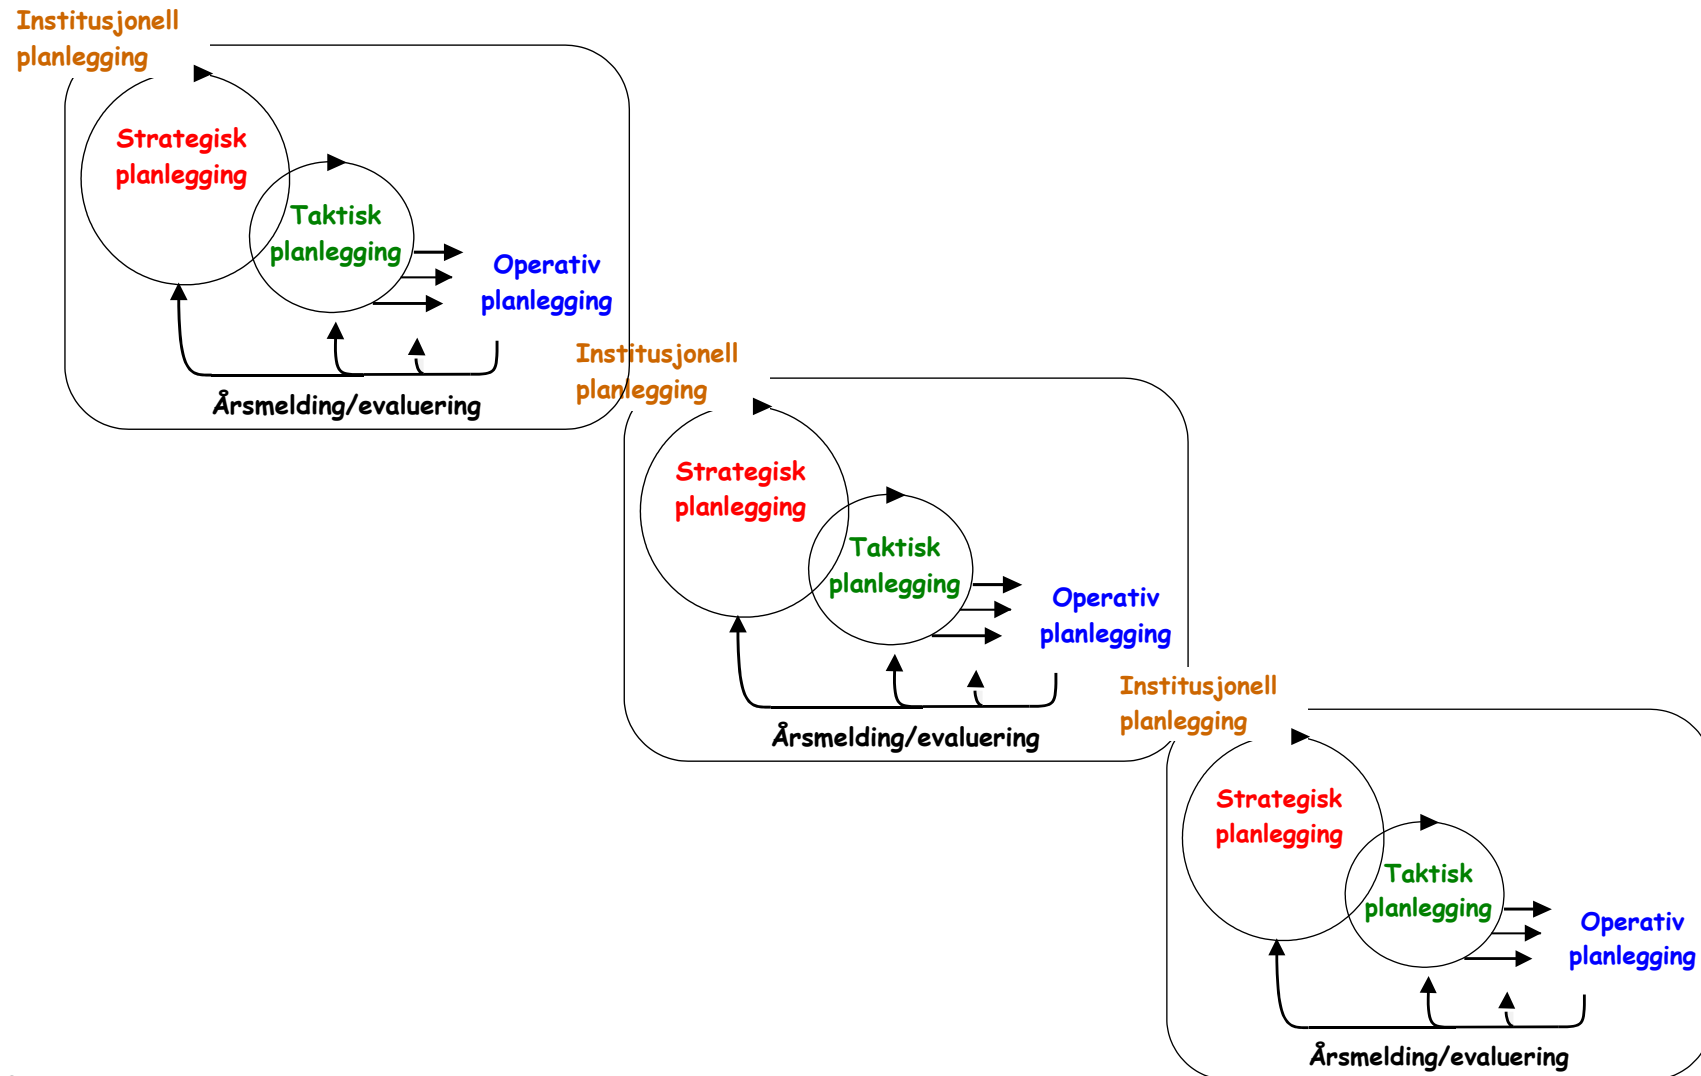 Institusjonell
planlegging
Strategisk
planlegging
Taktisk
planlegging
Operativ
planlegging
Årsmelding/evaluering
Institusjonell
planlegging
Strategisk
planlegging
Taktisk
planlegging
Operativ
planlegging
Årsmelding/evaluering
Institusjonell
planlegging
Strategisk
planlegging
Taktisk
planlegging
Operativ
planlegging
Årsmelding/evaluering